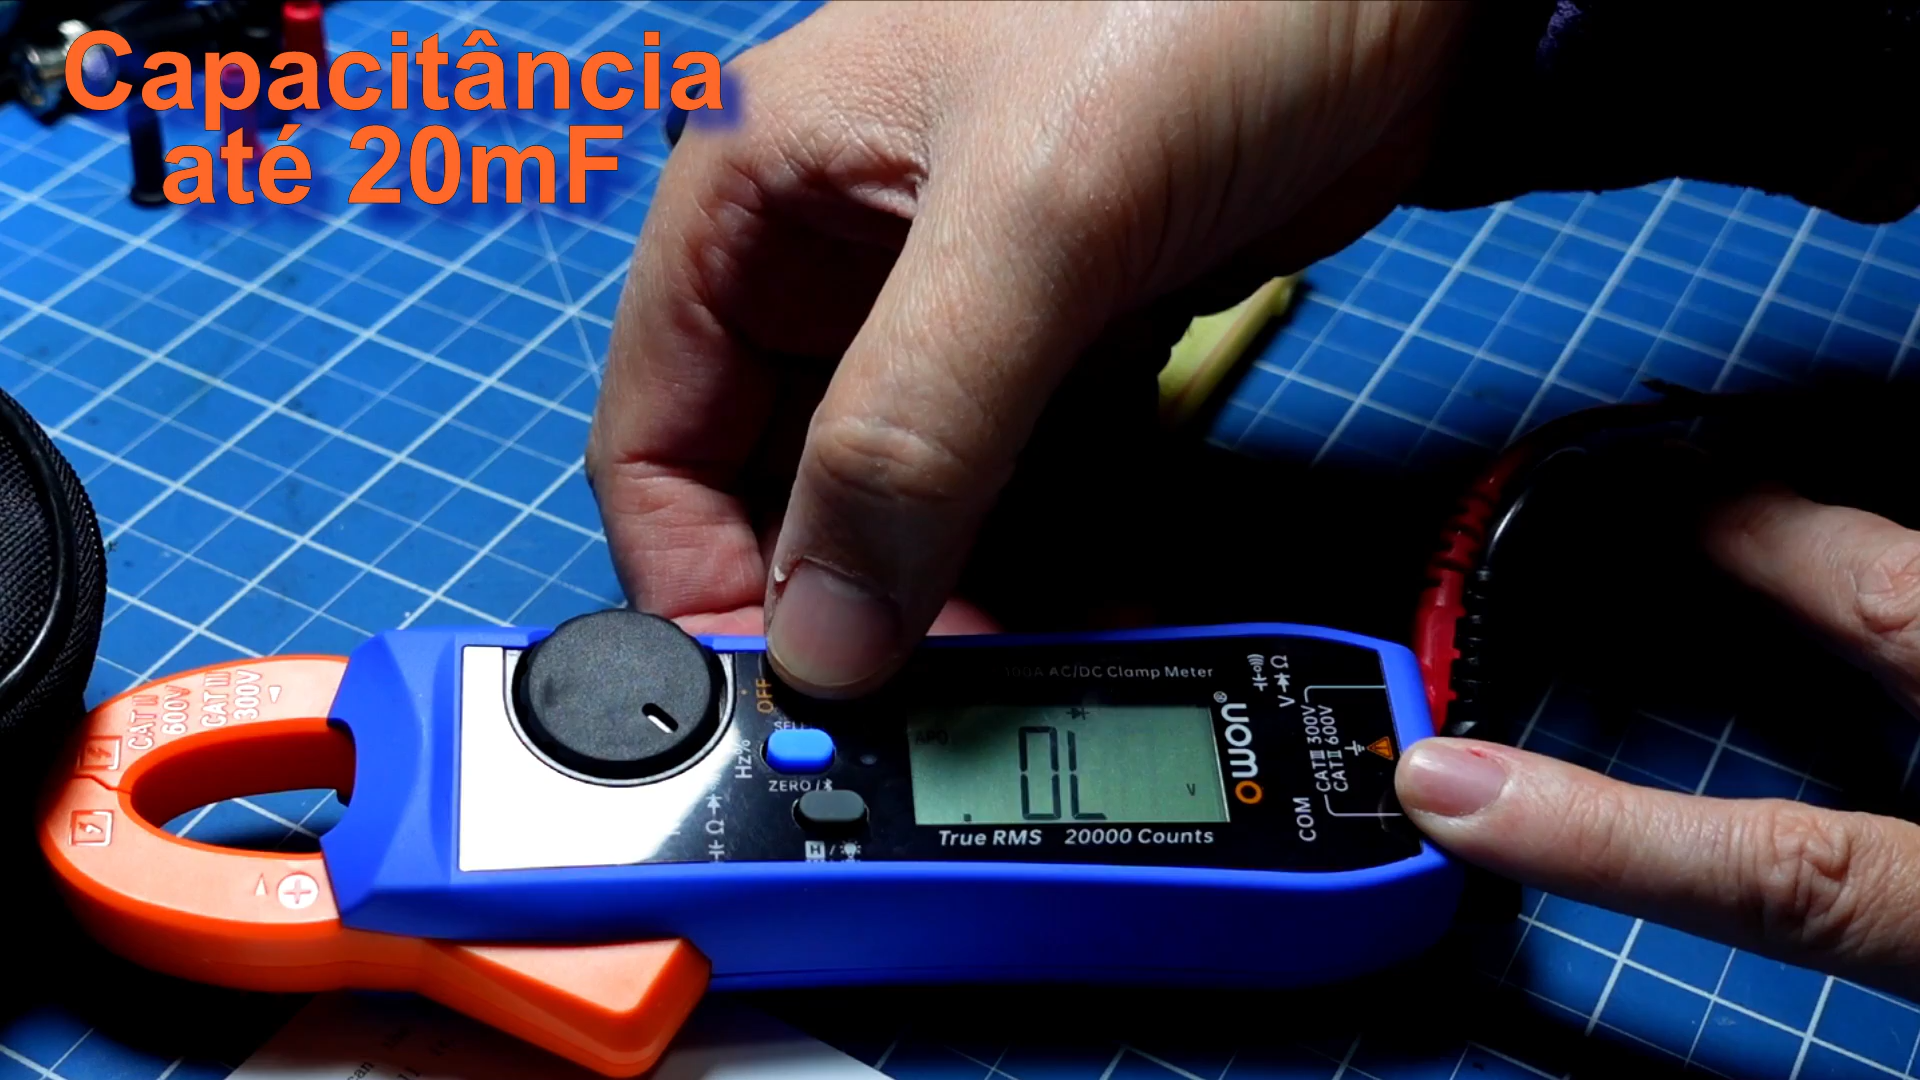 Capacitância
até 20mF
100A AC/DC Clamp Meter
CAT II
600V
CAT III
300V
OFF
SEL
Hz%
ZERO/
Ω
H /
APO
.OL
V
True RMS 20000 Counts
OWON®
V Ω
CAT III 300V
CAT II 600V
COM